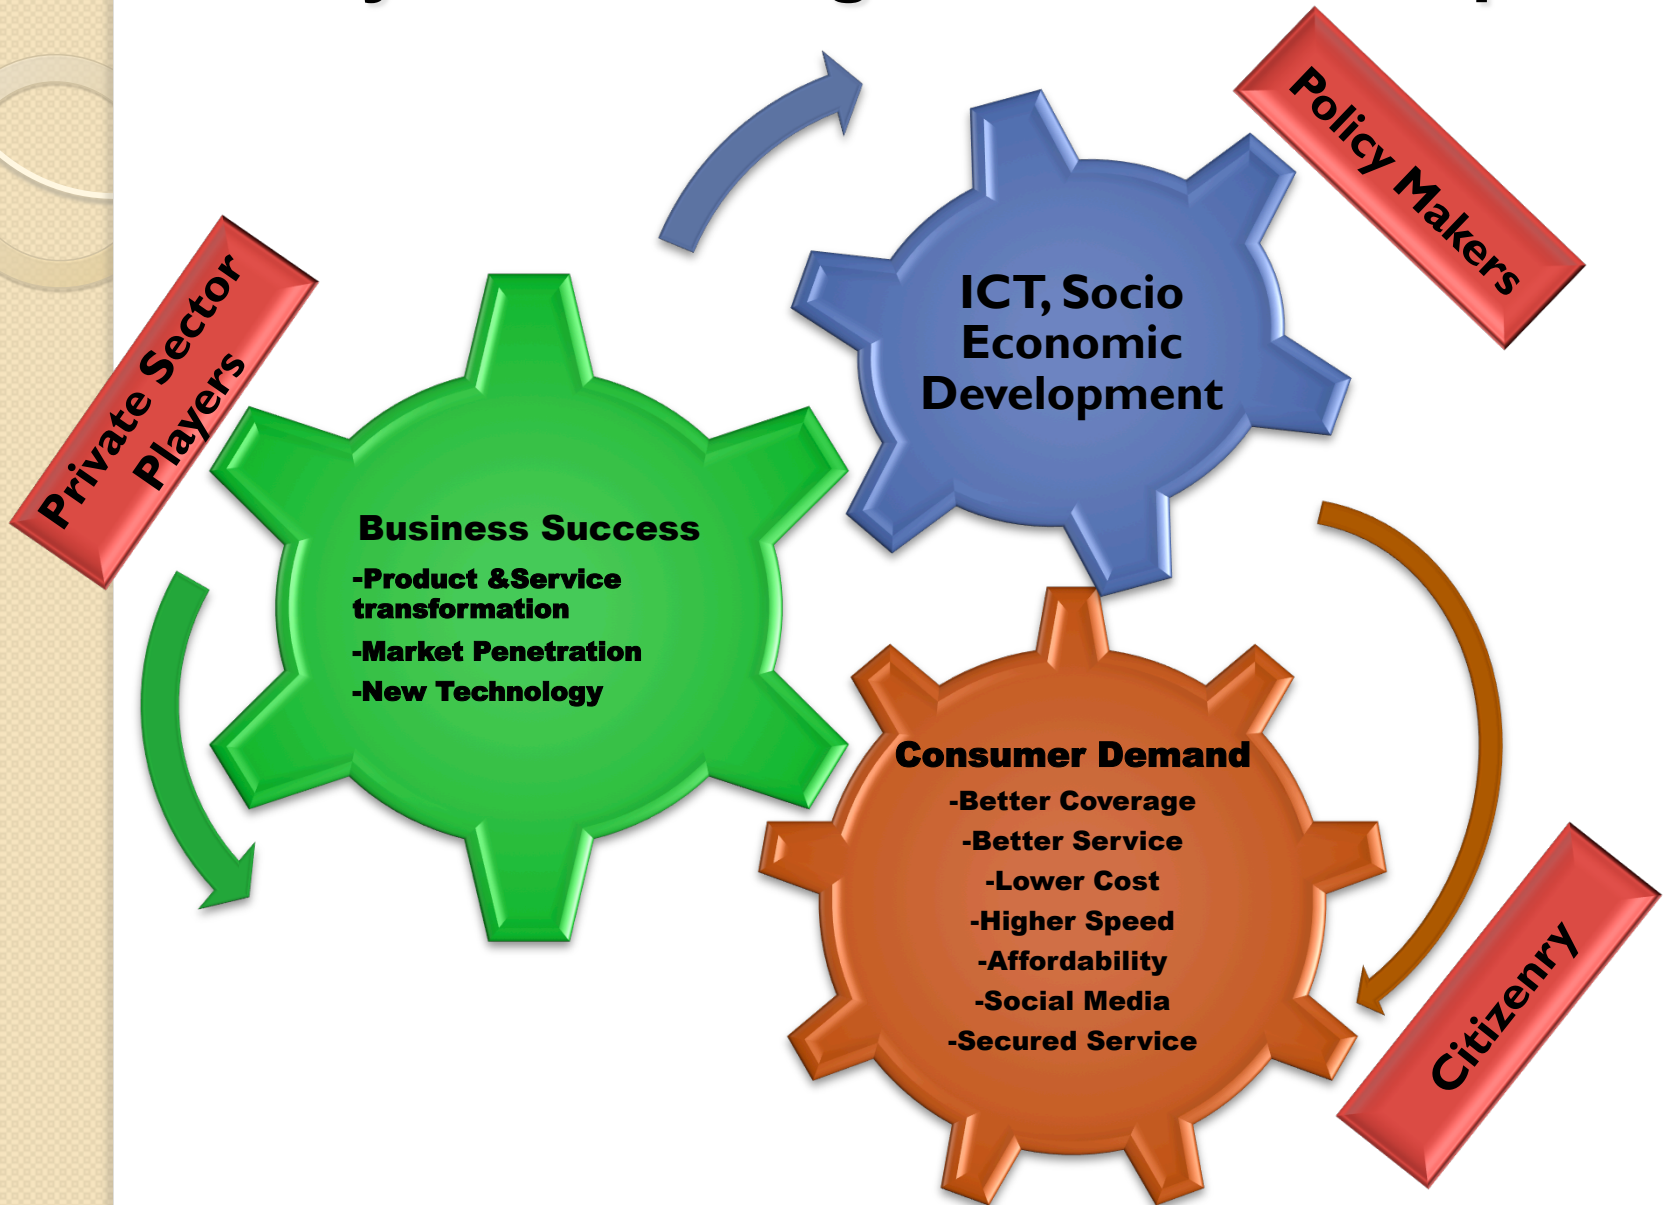 Policy Makers
ICT, Socio
Economic
Development
Private Sector
Players
Business Success
-Product &Service
transformation
-Market Penetration
-New Technology
Consumer Demand
-Better Coverage
-Better Service
-Lower Cost
-Higher Speed
-Affordability
-Social Media
-Secured Service
Citizenry